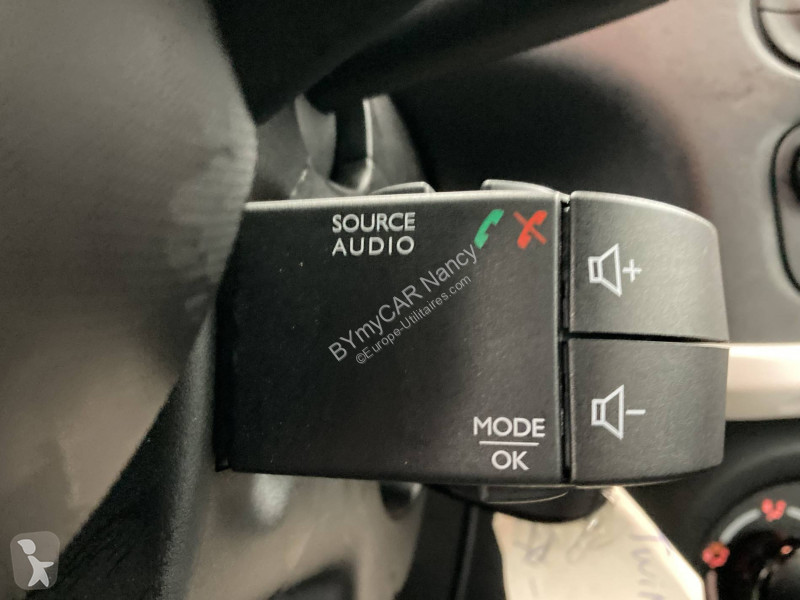 SOURCE
AUDIO
+
BYmyCAR Nancy
©Europe-Utilitaires.com
MODE
OK
-